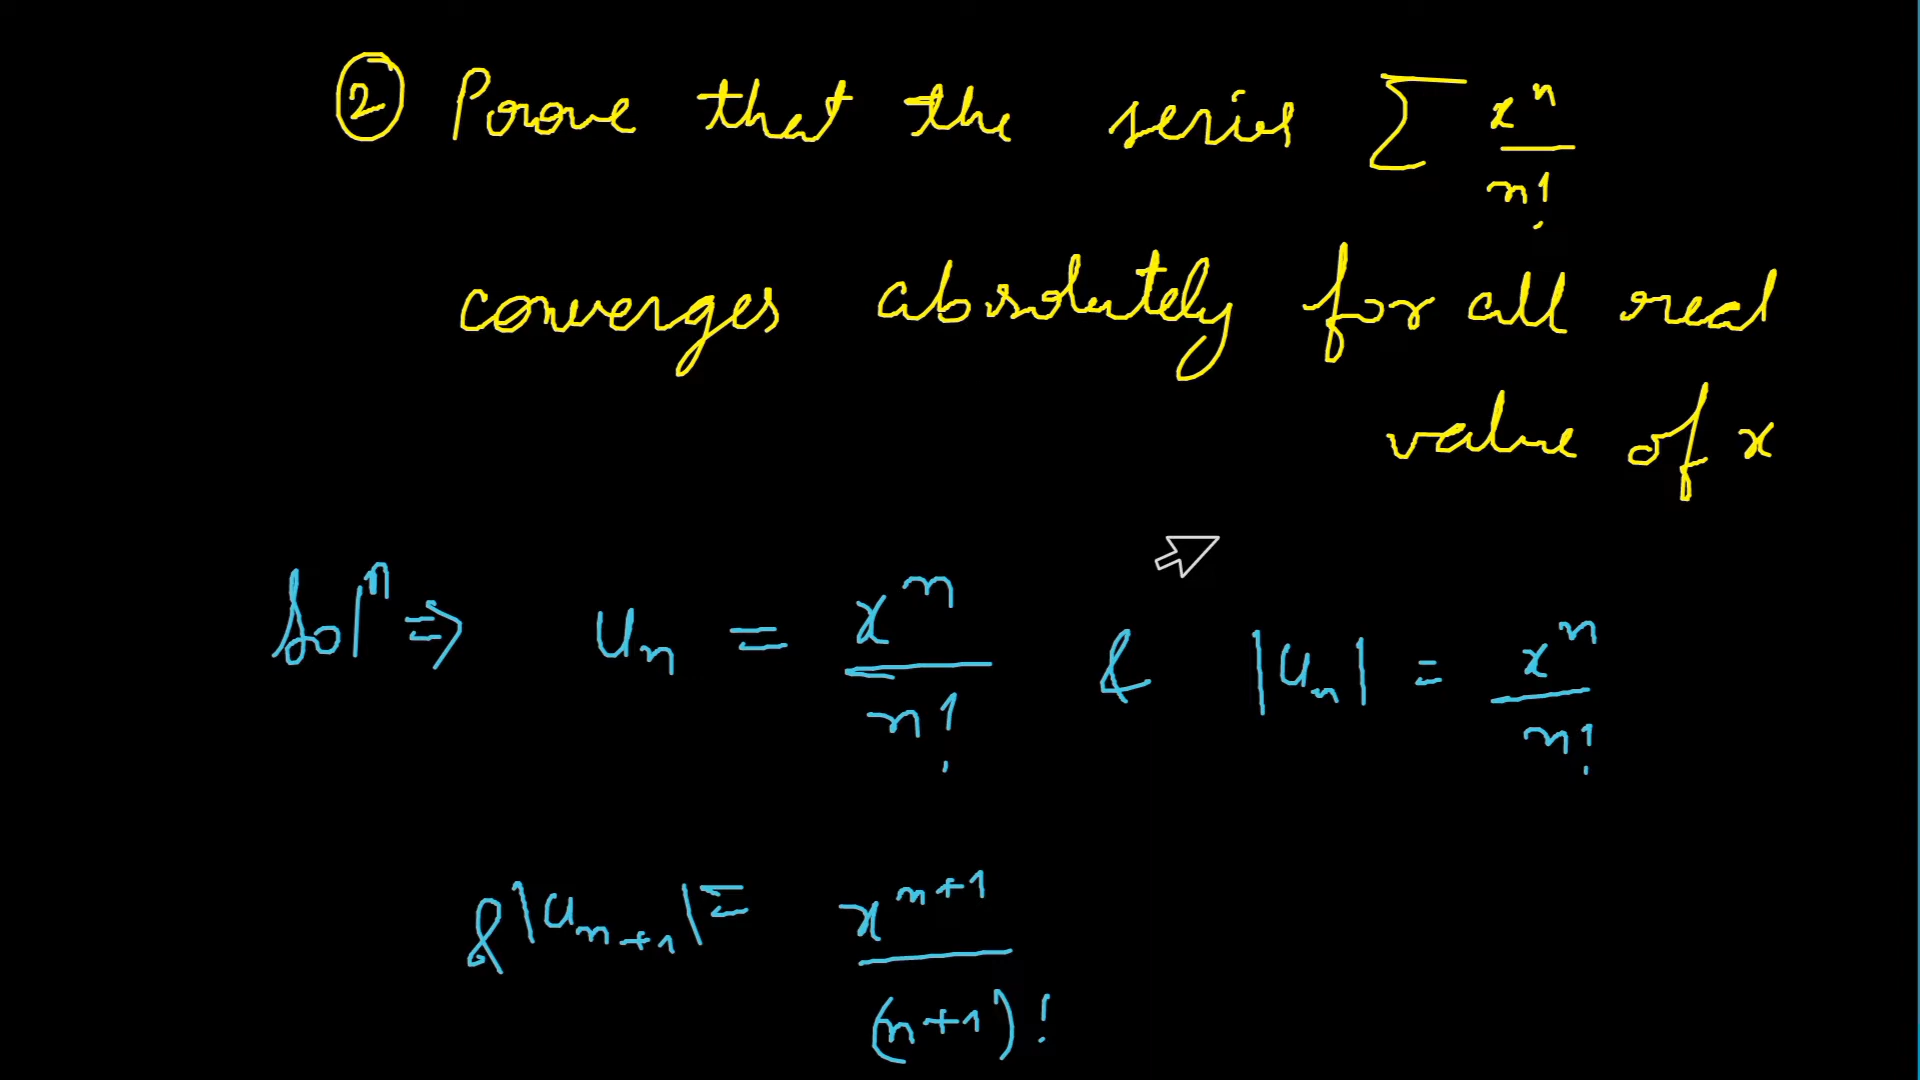 ② Prove that the series ∑ xⁿ/n!
converges absolutely for all real
value of x
Solⁿ ⇒ uₙ = xⁿ/n! & |uₙ| = xⁿ/n!
& |uₙ₊₁| = xⁿ⁺¹/(n+1)!